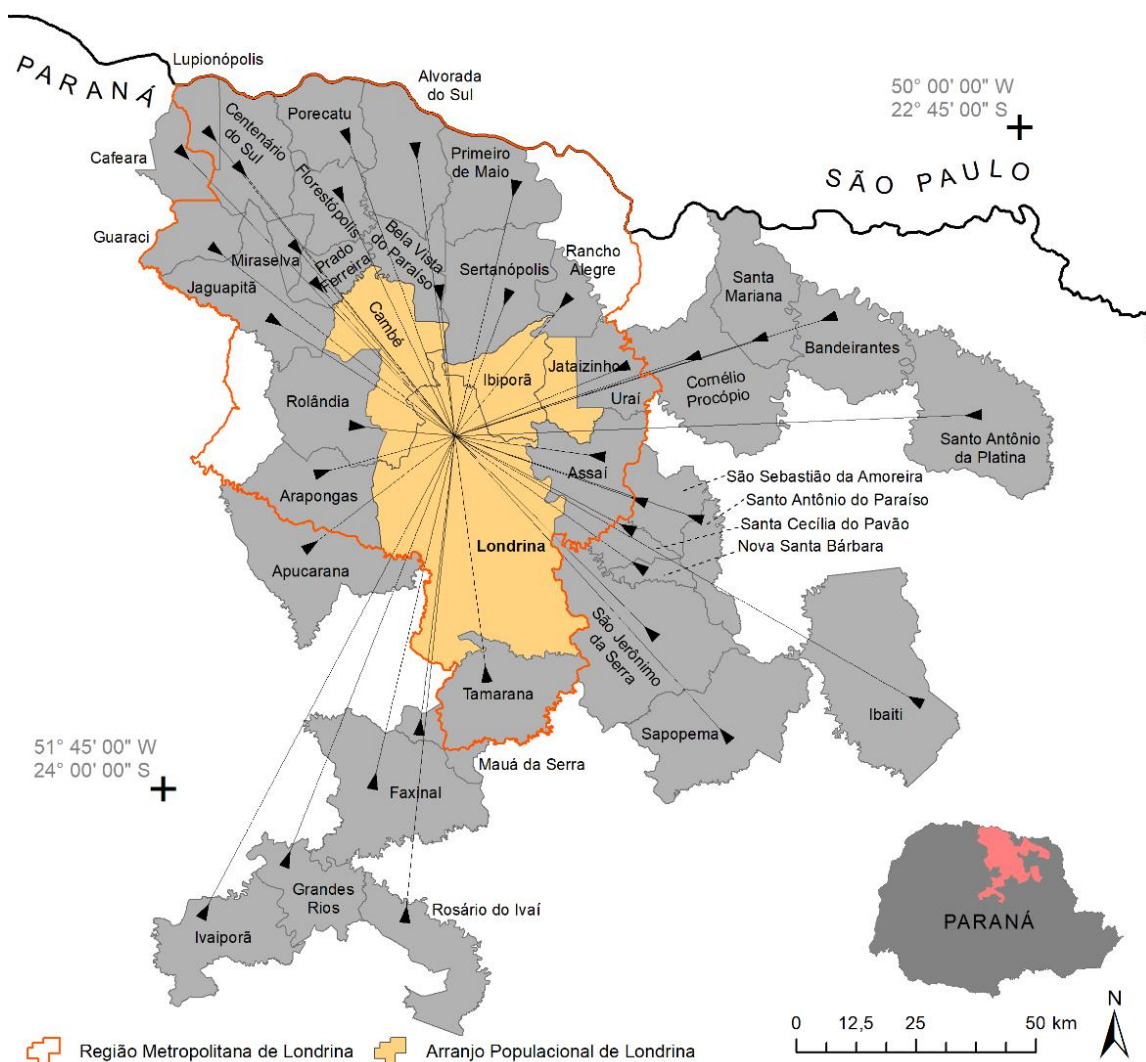 Lupionópolis
PARANÁ
Alvorada
do Sul
50° 00' 00" W
22° 45' 00" S
Porecatu
Centenário
do Sul
Cafeara
Primeiro
de Maio
SÃO PAULO
Florestópolis
Bela Vista
do Paraíso
Guaraci
Miraselva
Prado
Ferreira
Rancho
Alegre
Sertanópolis
Jaguapitã
Santa
Mariana
Cambé
Bandeirantes
Ibiporã
Jataizinho
Cornélio
Procópio
Rolândia
Uraí
Santo Antônio
da Platina
Assaí
São Sebastião da Amoreira
Arapongas
Santo Antônio do Paraíso
Santa Cecília do Pavão
Londrina
Nova Santa Bárbara
Apucarana
São Jerônimo
da Serra
Tamarana
Ibaiti
Sapopema
51° 45' 00" W
24° 00' 00" S
Mauá da Serra
Faxinal
Grandes
Rios
Rosário do Ivaí
Ivaiporã
PARANÁ
N
0 12,5 25 50 km
Região Metropolitana de Londrina
Arranjo Populacional de Londrina